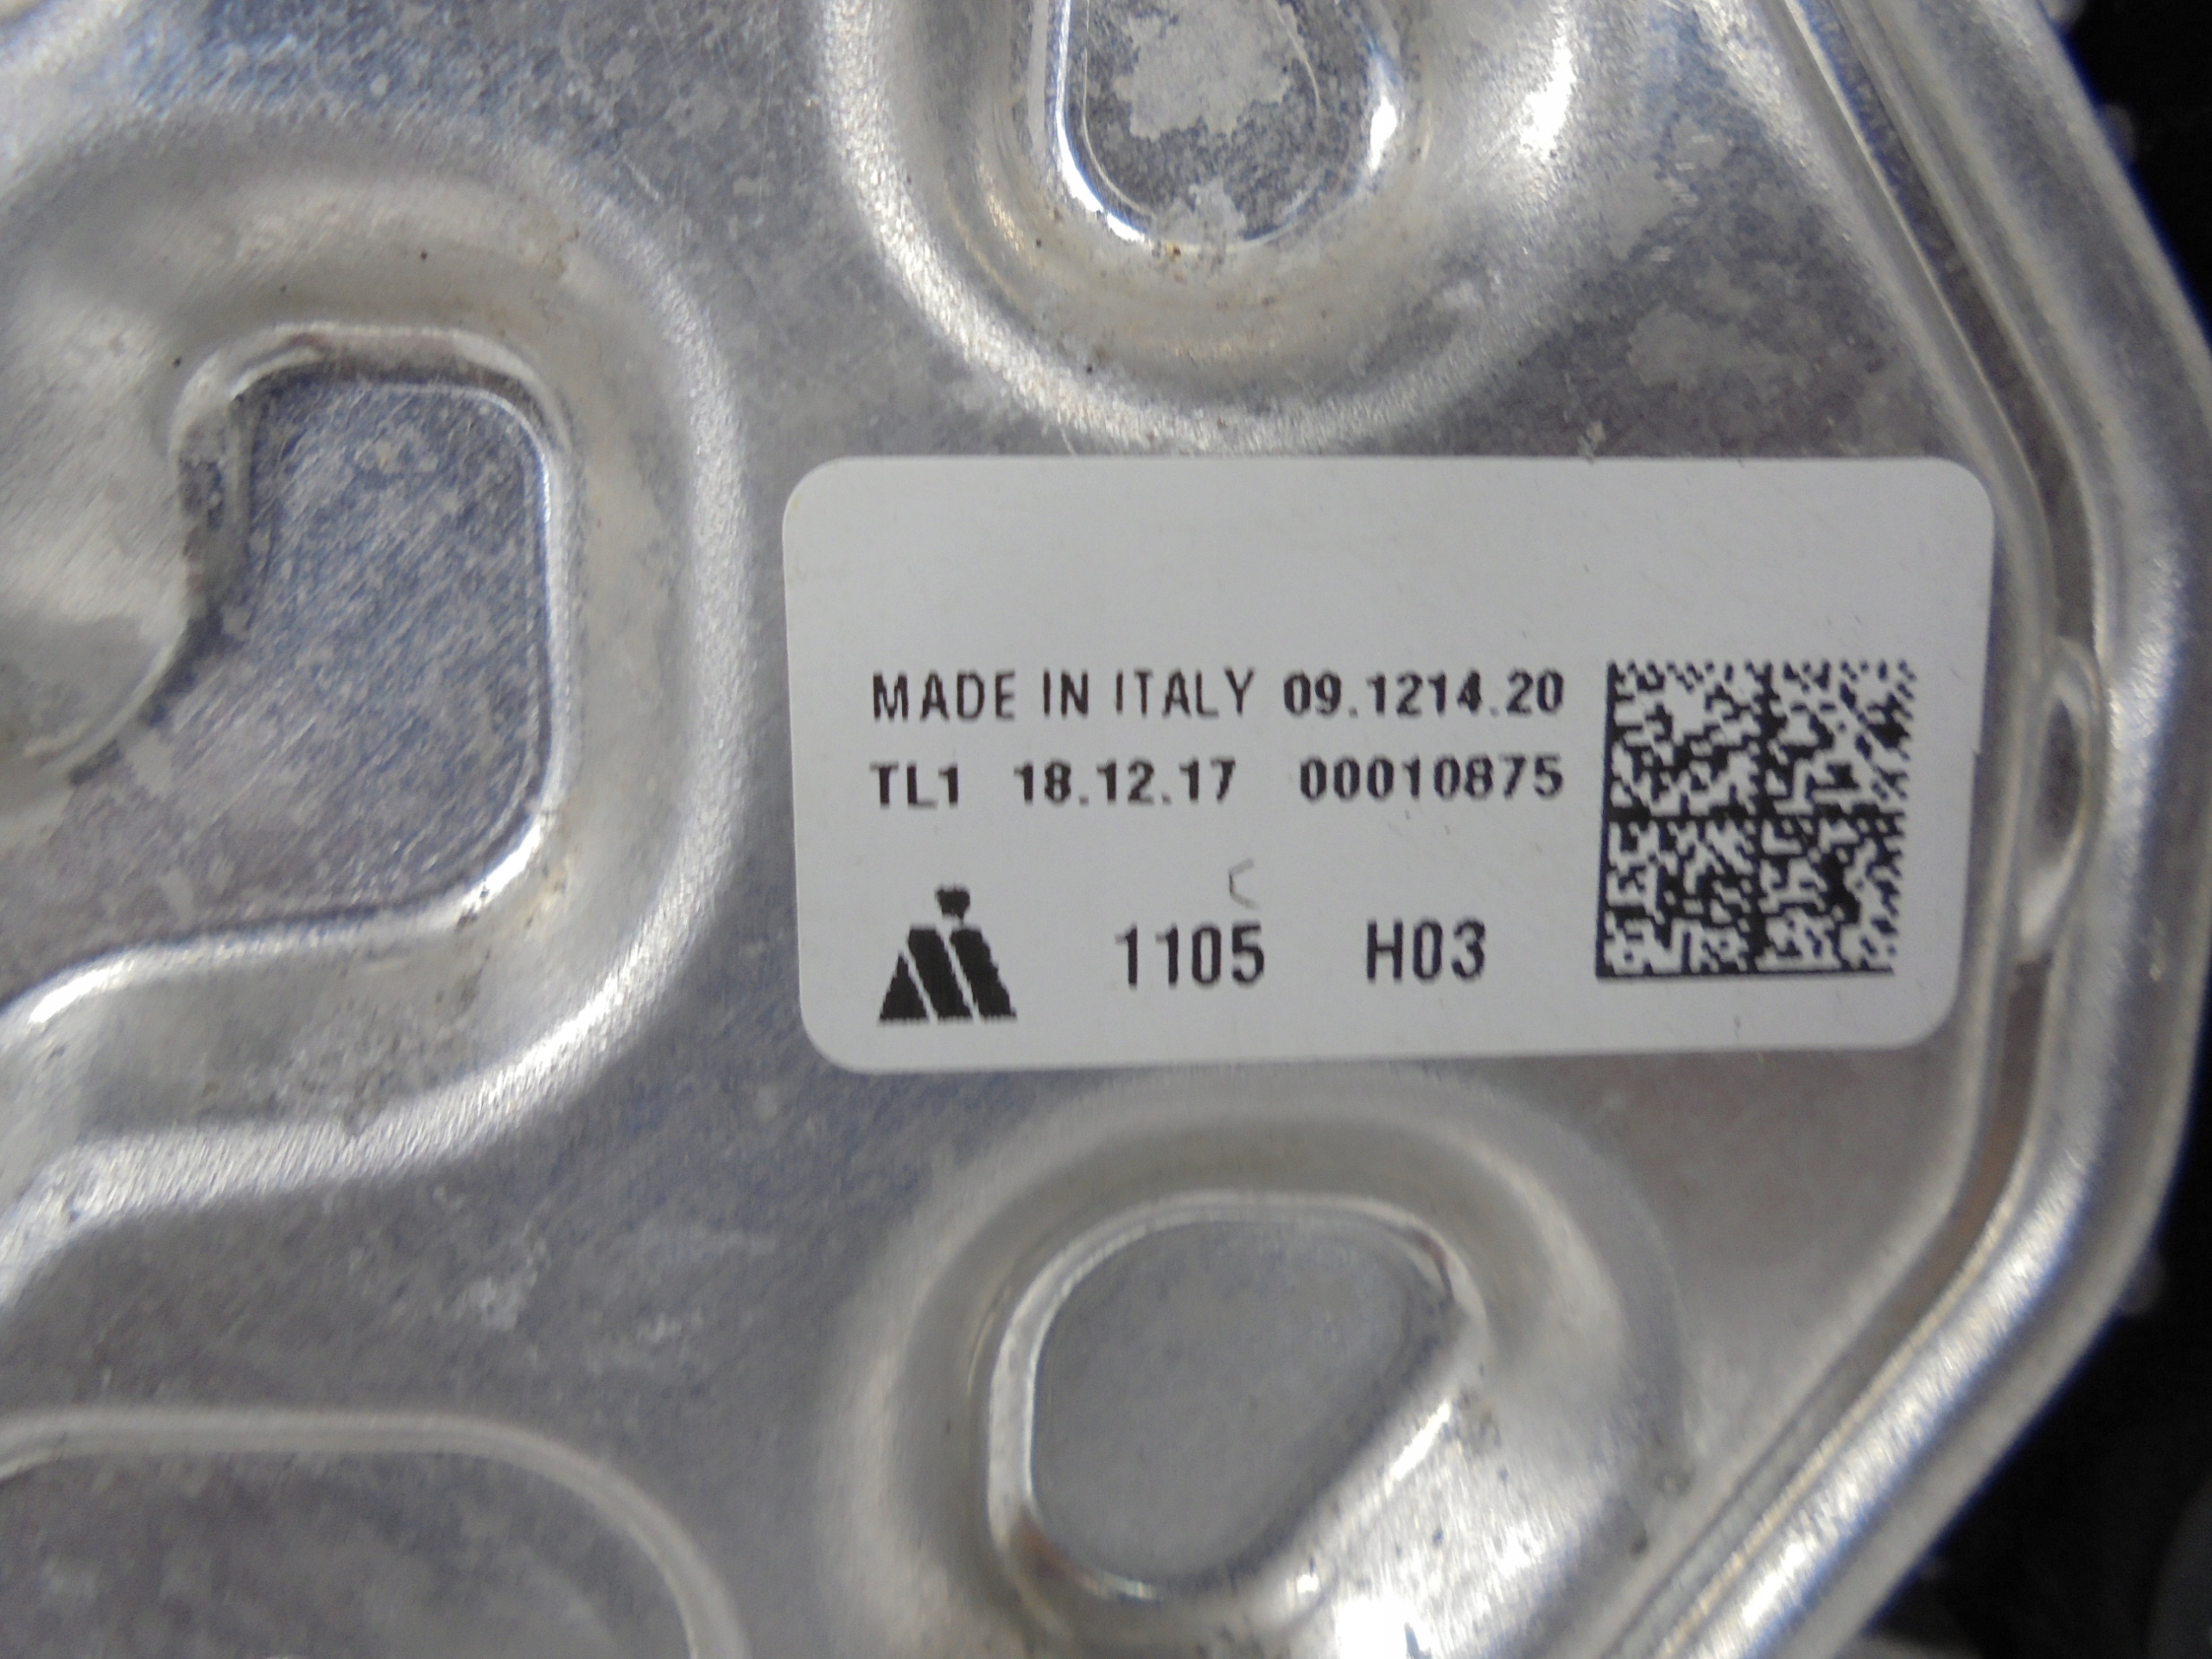 MADE IN ITALY 09.1214.20
TL1 18.12.17 00010875
1105 H03